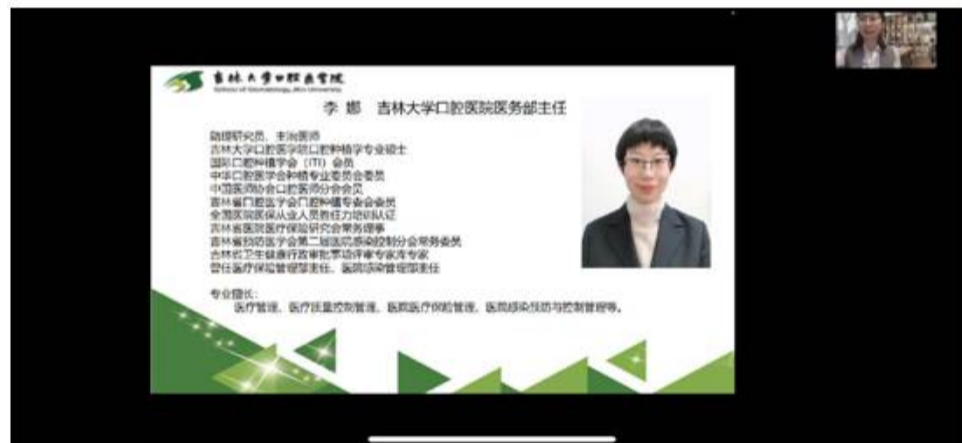 吉林大学口腔医学院
School of Stomatology, Jilin University
李 娜 吉林大学口腔医院医务部主任
助理研究员、主治医师
吉林大学口腔医学院口腔种植学专业硕士
国际口腔种植学会（ITI）会员
中华口腔医学会种植专业委员会委员
中国医师协会口腔医师分会会员
吉林省口腔医学会口腔种植专委会委员
全国医院医保从业人员胜任力培训认证
吉林省医院医疗保险研究会常务理事
吉林省预防医学会第二届医院感染控制分会常务委员
吉林省卫生健康行政审批事项评审专家库专家
曾任医疗保险管理部主任、医院感染管理部主任
专业擅长：
医疗管理、医疗质量控制管理、医院医疗保险管理、医院感染预防与控制管理等。